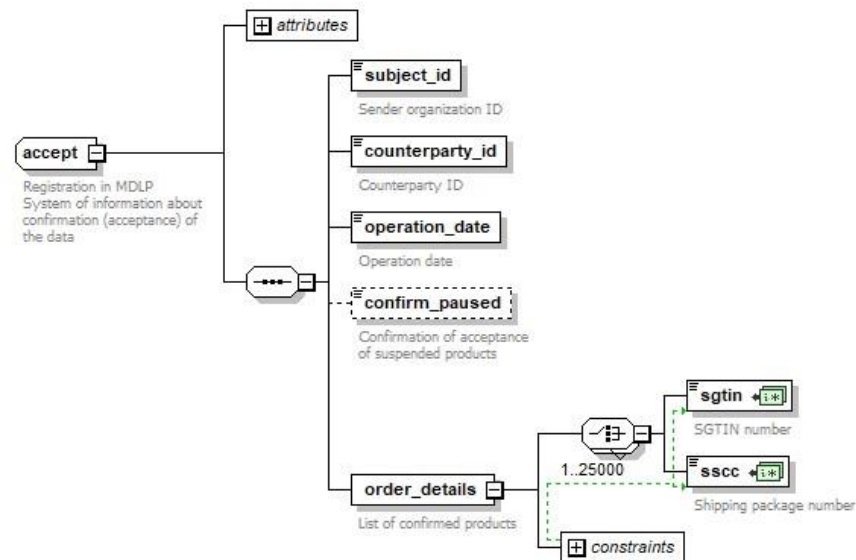 attributes
subject_id
Sender organization ID
accept
Registration in MDLP
System of information about
confirmation (acceptance) of
the data
counterparty_id
Counterparty ID
operation_date
Operation date
confirm_paused
Confirmation of acceptance
of suspended products
sgtin
SGTIN number
1..25000
sscc
Shipping package number
order_details
List of confirmed products
constraints